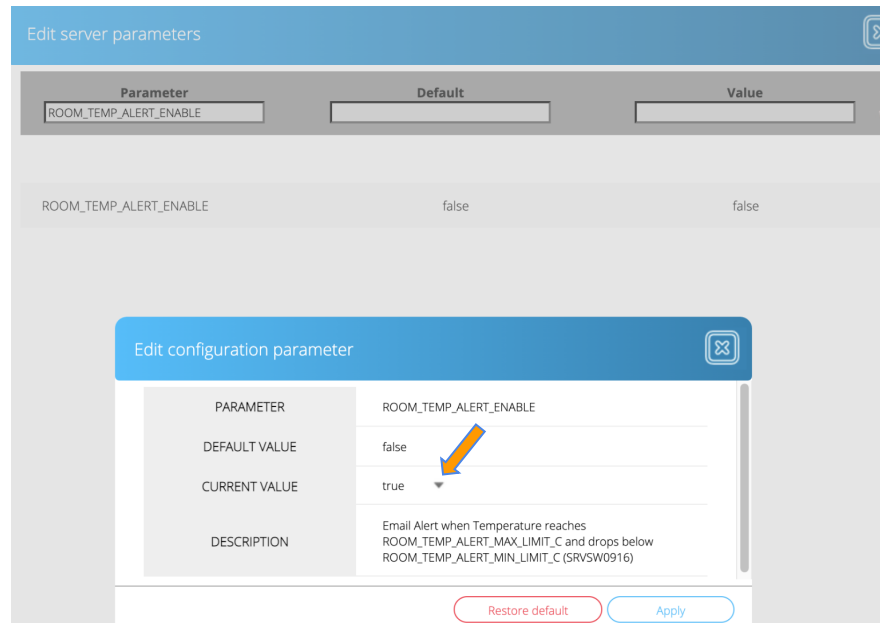 Edit server parameters
Parameter Default Value
ROOM_TEMP_ALERT_ENABLE
ROOM_TEMP_ALERT_ENABLE false false
Edit configuration parameter
PARAMETER ROOM_TEMP_ALERT_ENABLE
DEFAULT VALUE false
CURRENT VALUE true
DESCRIPTION
Email Alert when Temperature reaches
ROOM_TEMP_ALERT_MAX_LIMIT_C and drops below
ROOM_TEMP_ALERT_MIN_LIMIT_C (SRVSW0916)
Restore default Apply